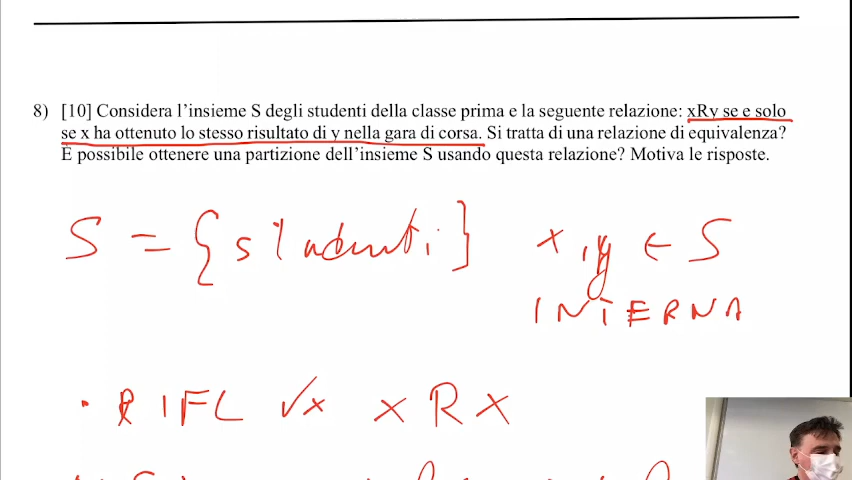 8) [10] Considera l'insieme S degli studenti della classe prima e la seguente relazione: xRy se e solo
se x ha ottenuto lo stesso risultato di y nella gara di corsa. Si tratta di una relazione di equivalenza?
È possibile ottenere una partizione dell'insieme S usando questa relazione? Motiva le risposte.
S = {studenti} x, y ∈ S
INTERNA
• RIFL ∀x x R x